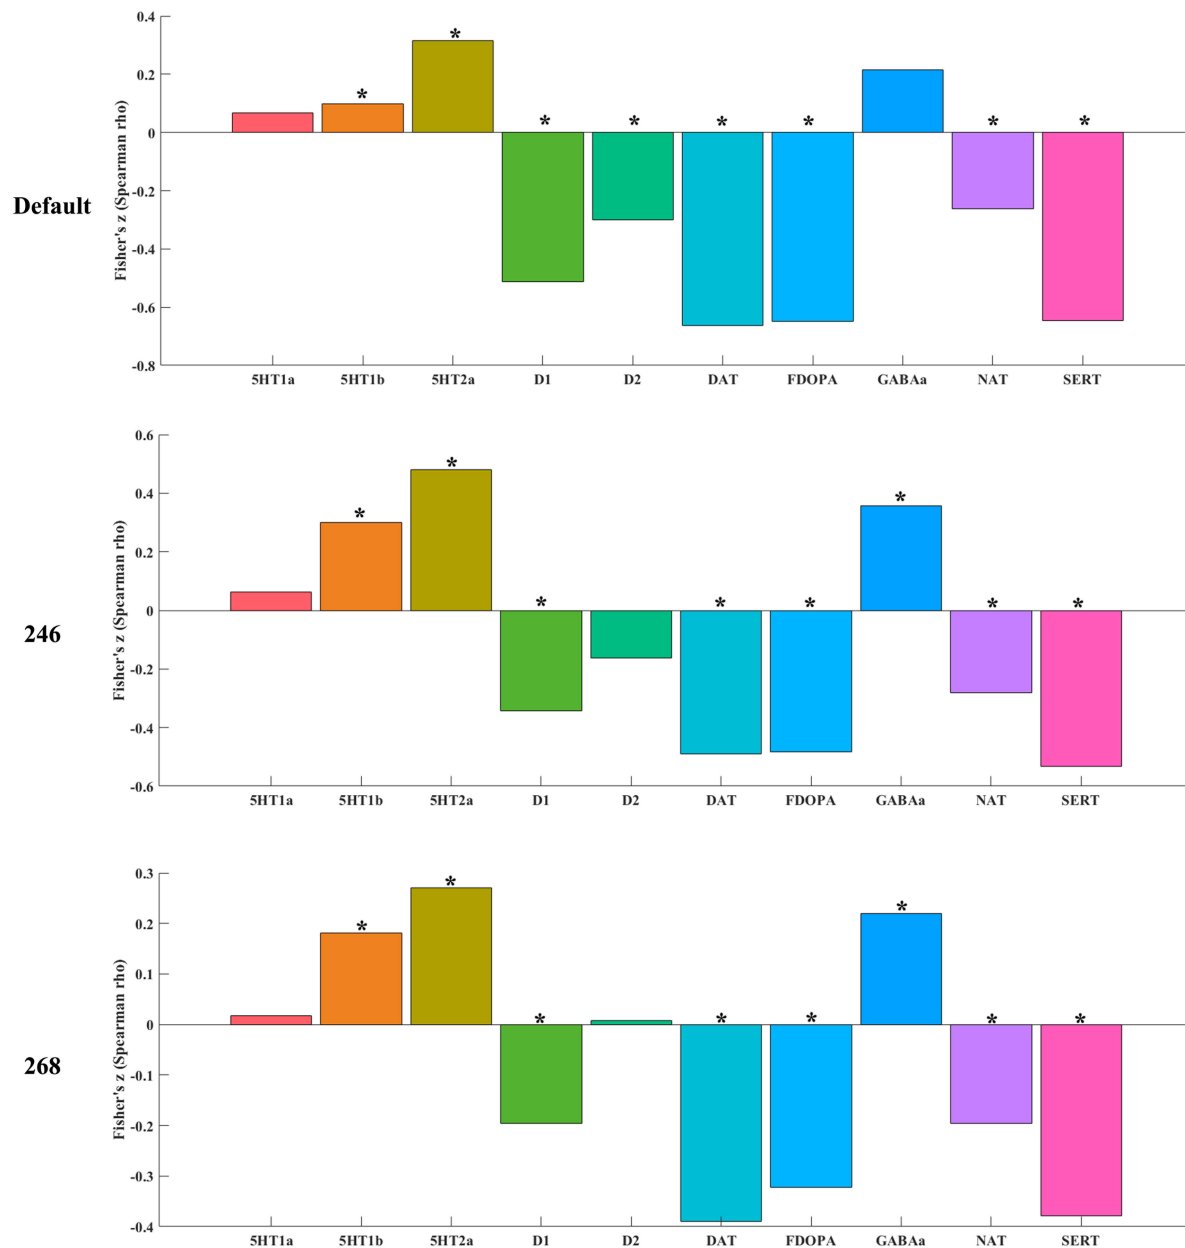 Default
Fisher's z (Spearman rho)
0.4
0.2
0
-0.2
-0.4
-0.6
-0.8
* * * * * * * *
5HT1a 5HT1b 5HT2a D1 D2 DAT FDOPA GABAa NAT SERT
246
Fisher's z (Spearman rho)
0.6
0.4
0.2
0
-0.2
-0.4
-0.6
* * * * * * * *
5HT1a 5HT1b 5HT2a D1 D2 DAT FDOPA GABAa NAT SERT
268
Fisher's z (Spearman rho)
0.3
0.2
0.1
0
-0.1
-0.2
-0.3
-0.4
* * * * * * * *
5HT1a 5HT1b 5HT2a D1 D2 DAT FDOPA GABAa NAT SERT